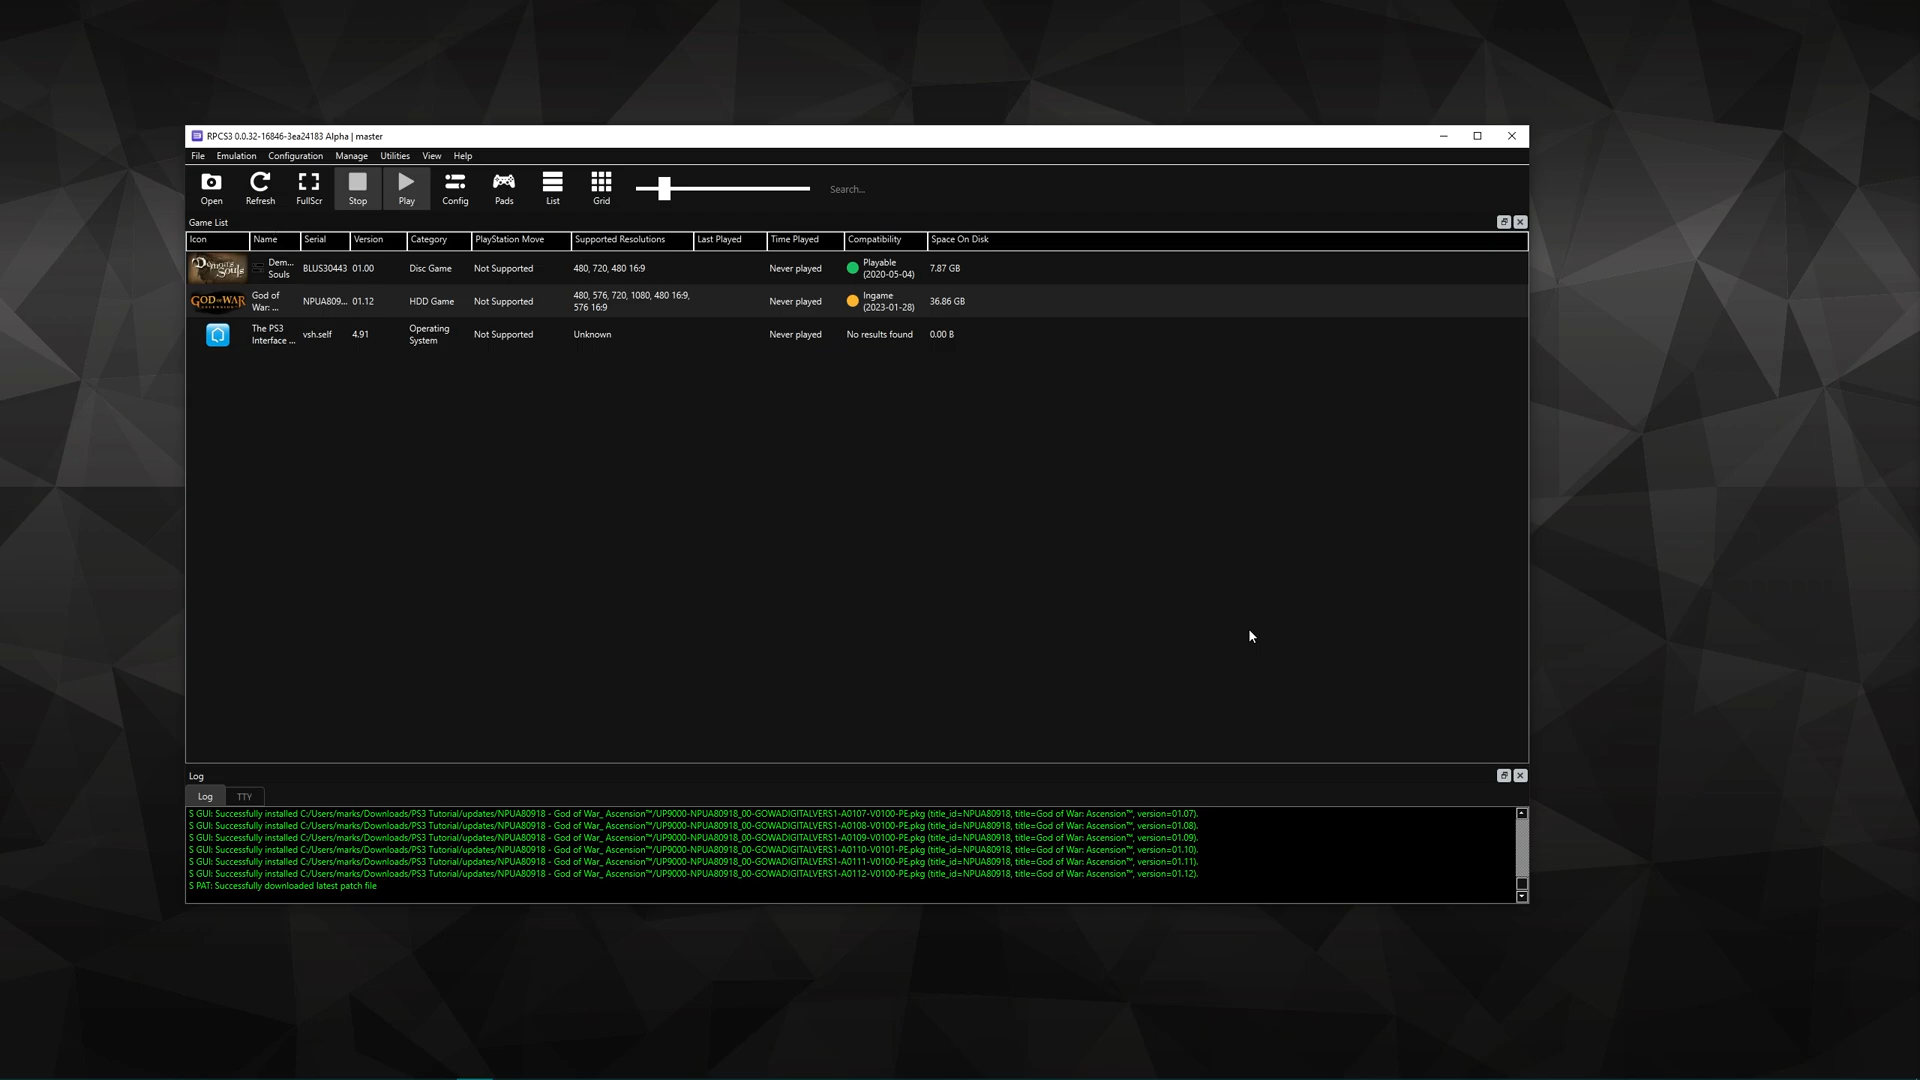 RPCS3 0.0.32-16846-3ea24183 Alpha | master
File Emulation Configuration Manage Utilities View Help
Open Refresh FullScr Stop Play Config Pads List Grid Search...
Game List
Icon Name Serial Version Category PlayStation Move Supported Resolutions Last Played Time Played Compatibility Space On Disk
Demon's Souls Dem... Souls BLUS30443 01.00 Disc Game Not Supported 480, 720, 480 16:9 Never played Playable (2020-05-04) 7.87 GB
GOD OF WAR ASCENSION God of War: ... NPUA809... 01.12 HDD Game Not Supported 480, 576, 720, 1080, 480 16:9, 576 16:9 Never played Ingame (2023-01-28) 36.86 GB
The PS3 Interface ... vsh.self 4.91 Operating System Not Supported Unknown Never played No results found 0.00 B
Log
Log TTY
S GUI: Successfully installed C:/Users/marks/Downloads/PS3 Tutorial/updates/NPUA80918 - God of War_ Ascension™/UP9000-NPUA80918_00-GOWADIGITALVERS1-A0107-V0100-PE.pkg (title_id=NPUA80918, title=God of War: Ascension™, version=01.07).
S GUI: Successfully installed C:/Users/marks/Downloads/PS3 Tutorial/updates/NPUA80918 - God of War_ Ascension™/UP9000-NPUA80918_00-GOWADIGITALVERS1-A0108-V0100-PE.pkg (title_id=NPUA80918, title=God of War: Ascension™, version=01.08).
S GUI: Successfully installed C:/Users/marks/Downloads/PS3 Tutorial/updates/NPUA80918 - God of War_ Ascension™/UP9000-NPUA80918_00-GOWADIGITALVERS1-A0109-V0100-PE.pkg (title_id=NPUA80918, title=God of War: Ascension™, version=01.09).
S GUI: Successfully installed C:/Users/marks/Downloads/PS3 Tutorial/updates/NPUA80918 - God of War_ Ascension™/UP9000-NPUA80918_00-GOWADIGITALVERS1-A0110-V0101-PE.pkg (title_id=NPUA80918, title=God of War: Ascension™, version=01.10).
S GUI: Successfully installed C:/Users/marks/Downloads/PS3 Tutorial/updates/NPUA80918 - God of War_ Ascension™/UP9000-NPUA80918_00-GOWADIGITALVERS1-A0111-V0100-PE.pkg (title_id=NPUA80918, title=God of War: Ascension™, version=01.11).
S GUI: Successfully installed C:/Users/marks/Downloads/PS3 Tutorial/updates/NPUA80918 - God of War_ Ascension™/UP9000-NPUA80918_00-GOWADIGITALVERS1-A0112-V0100-PE.pkg (title_id=NPUA80918, title=God of War: Ascension™, version=01.12).
S PAT: Successfully downloaded latest patch file